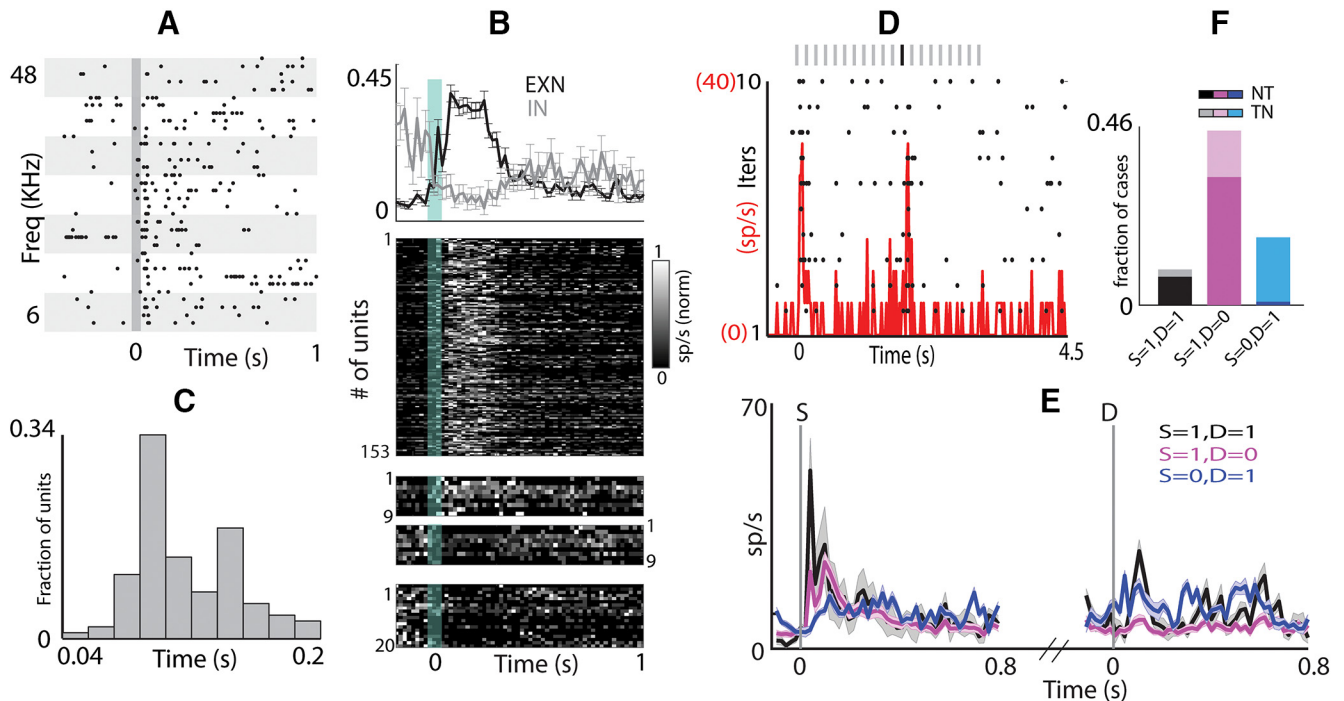 A
48
Freq (KHz)
6
0
Time (s)
1
B
0.45
EXN
IN
0
1
# of units
153
1
sp/s (norm)
0
1
9
1
9
1
20
0
Time (s)
1
C
0.34
Fraction of units
0
0.04
Time (s)
0.2
D
(40)10
(sp/s) Iters
(0)1
0
Time (s)
4.5
E
70
sp/s
0
S
D
S=1,D=1
S=1,D=0
S=0,D=1
0
0.8
0
0.8
Time (s)
F
NT
TN
0.46
fraction of cases
0
S=1,D=1
S=1,D=0
S=0,D=1